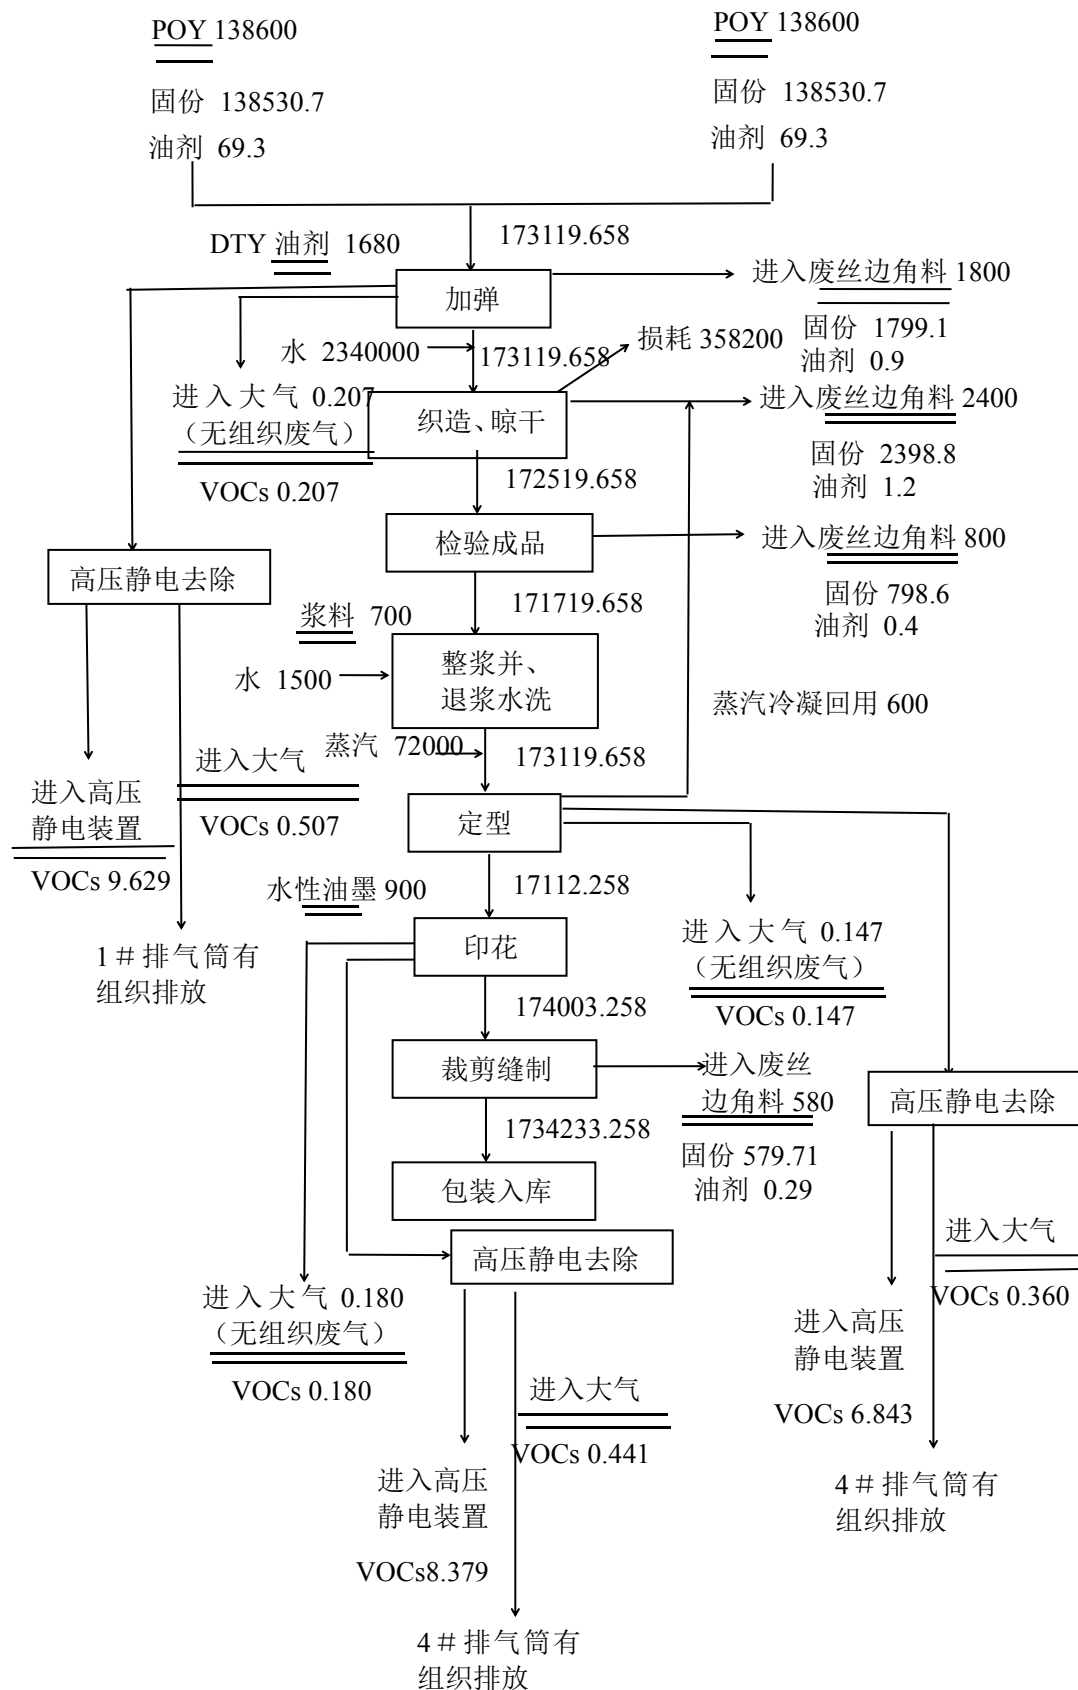 POY 138600
POY 138600
固份 138530.7
固份 138530.7
油剂 69.3
油剂 69.3
DTY 油剂 1680
173119.658
加弹
进入废丝边角料 1800
固份 1799.1
油剂 0.9
水 2340000
173119.658
损耗 358200
进入大气 0.207
（无组织废气）
VOCs 0.207
织造、晾干
进入废丝边角料 2400
固份 2398.8
油剂 1.2
172519.658
检验成品
进入废丝边角料 800
固份 798.6
油剂 0.4
高压静电去除
171719.658
浆料 700
水 1500
整浆并、
退浆水洗
蒸汽冷凝回用 600
蒸汽 72000
173119.658
进入大气
VOCs 0.507
进入高压
静电装置
VOCs 9.629
定型
17112.258
水性油墨 900
印花
进入大气 0.147
（无组织废气）
VOCs 0.147
1＃排气筒有
组织排放
174003.258
裁剪缝制
进入废丝
边角料 580
固份 579.71
油剂 0.29
高压静电去除
1734233.258
包装入库
高压静电去除
进入大气
VOCs 0.360
进入大气 0.180
（无组织废气）
VOCs 0.180
进入高压
静电装置
VOCs 6.843
进入大气
VOCs 0.441
进入高压
静电装置
VOCs8.379
4＃排气筒有
组织排放
4＃排气筒有
组织排放